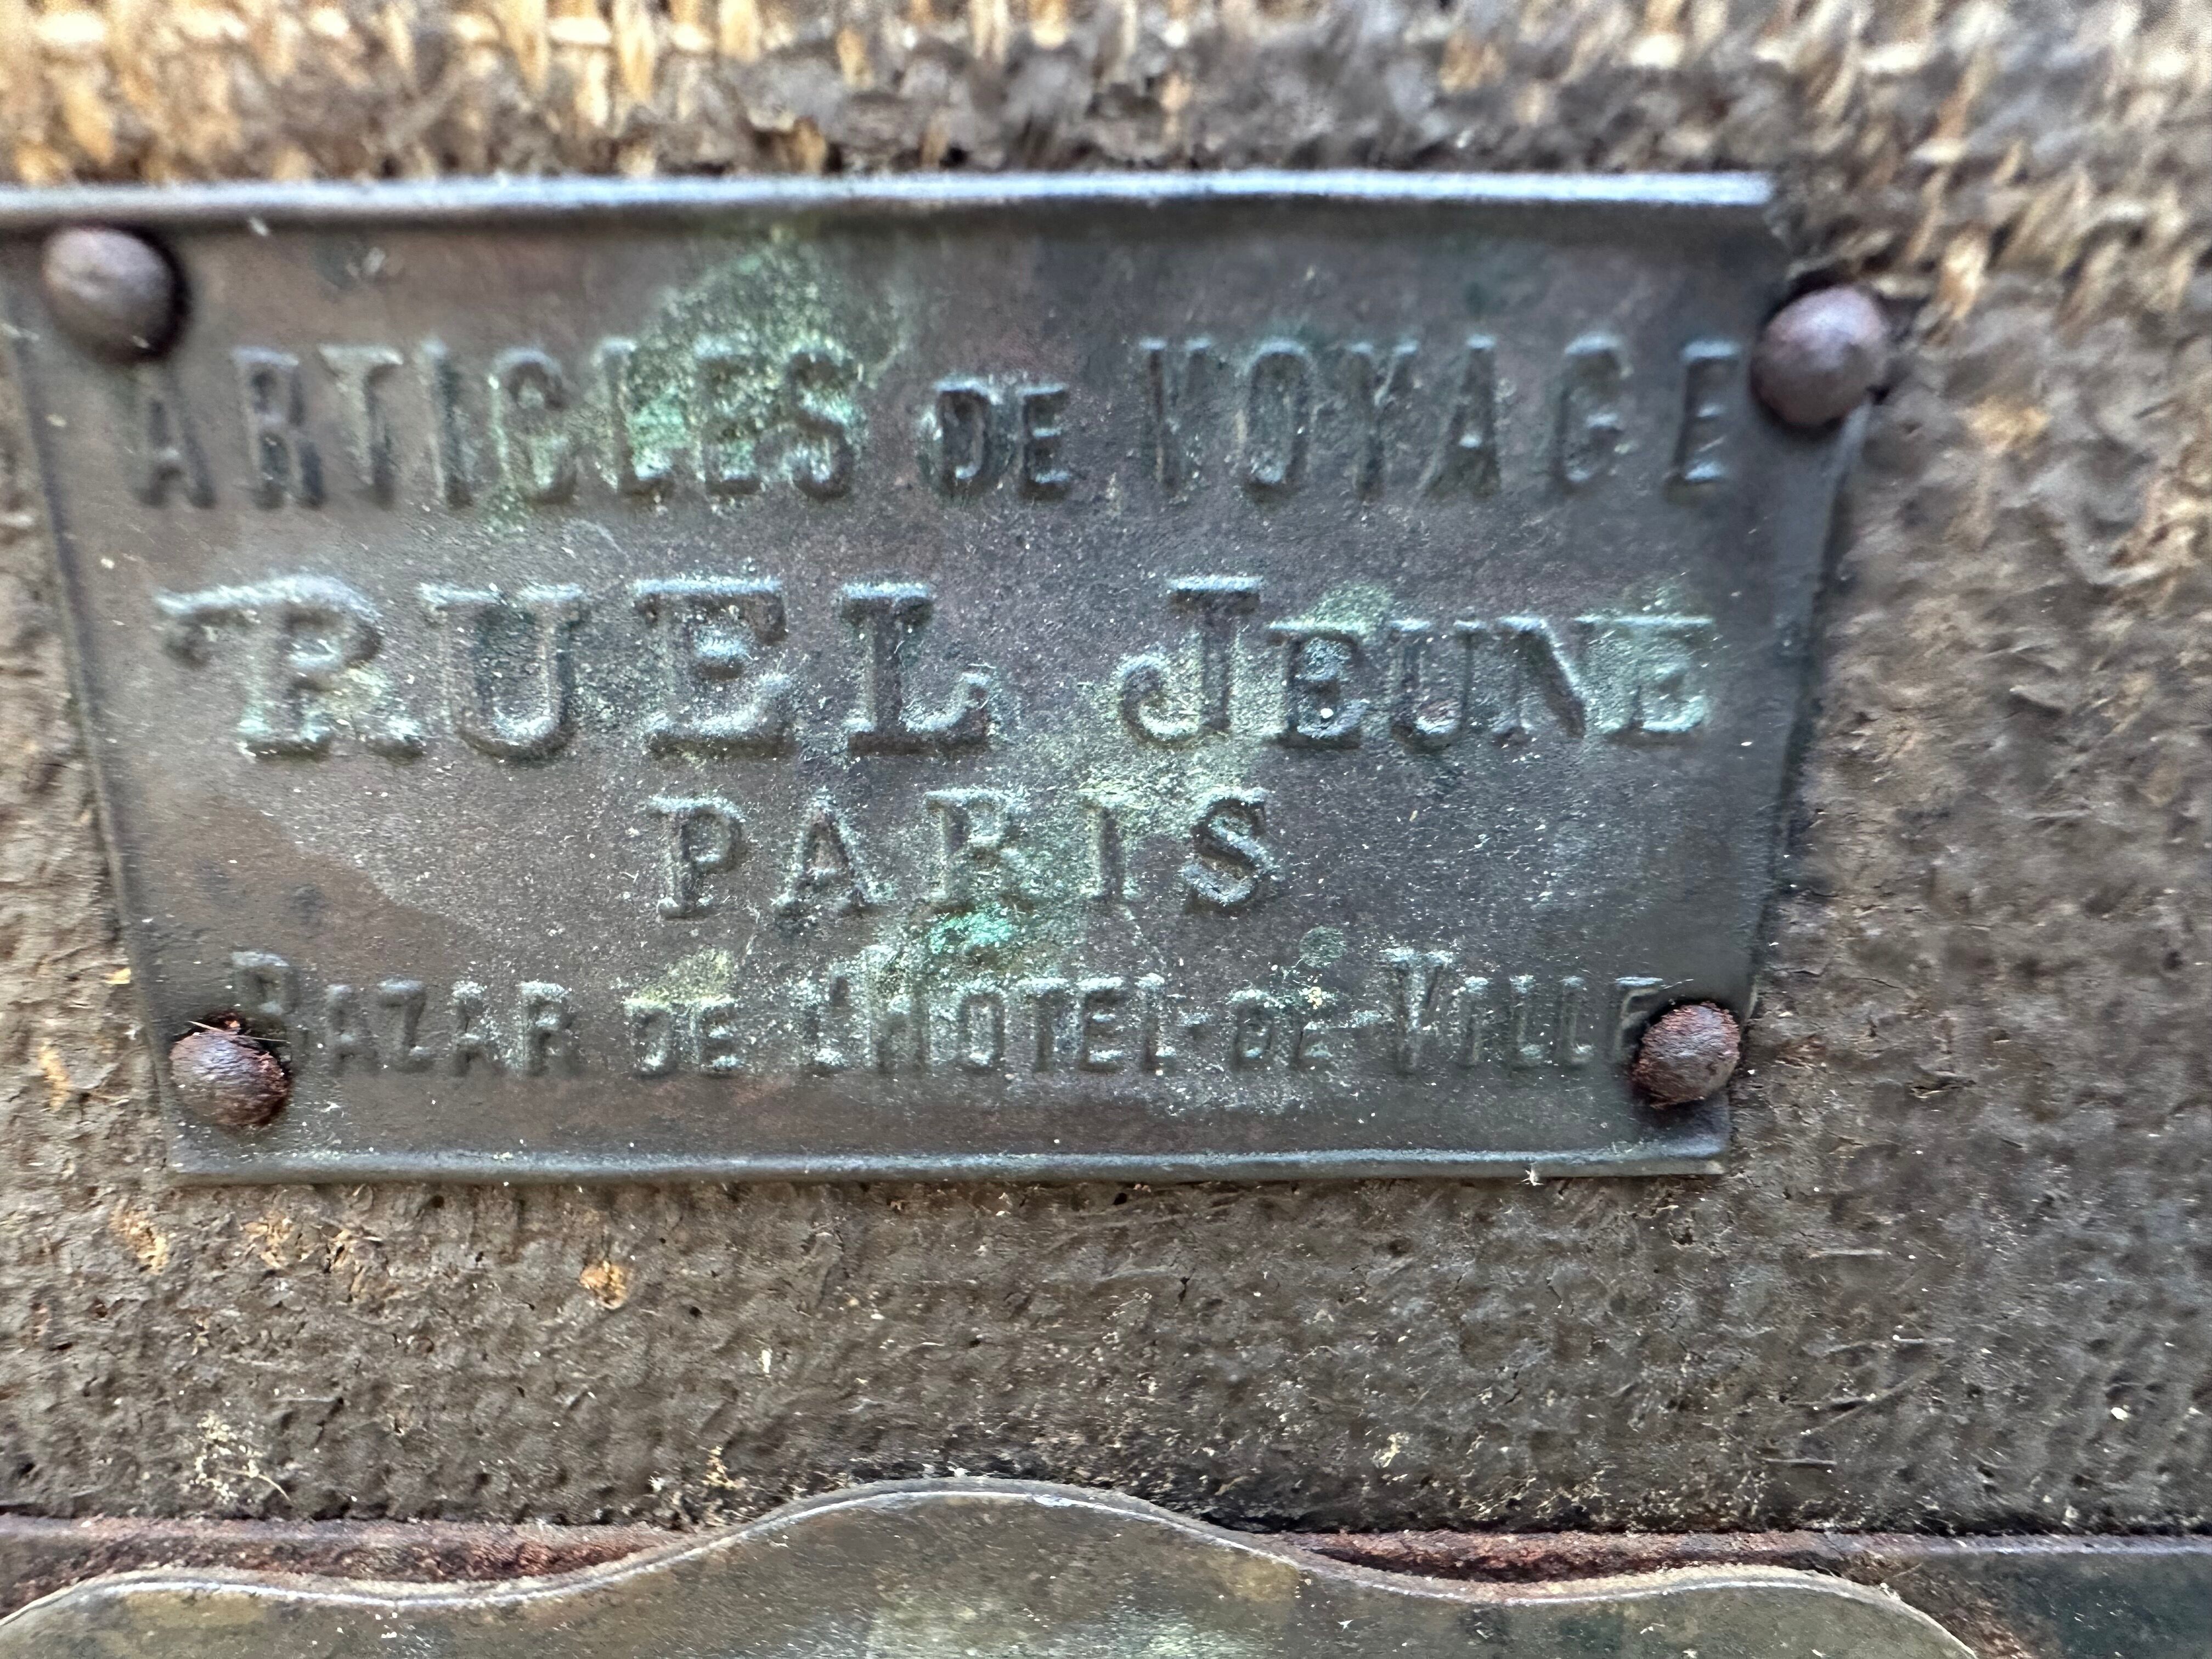 ARTICLES DE VOYAGE
RUEL JEUNE
PARIS
BAZAR DE L'HOTEL-DE-VILLE